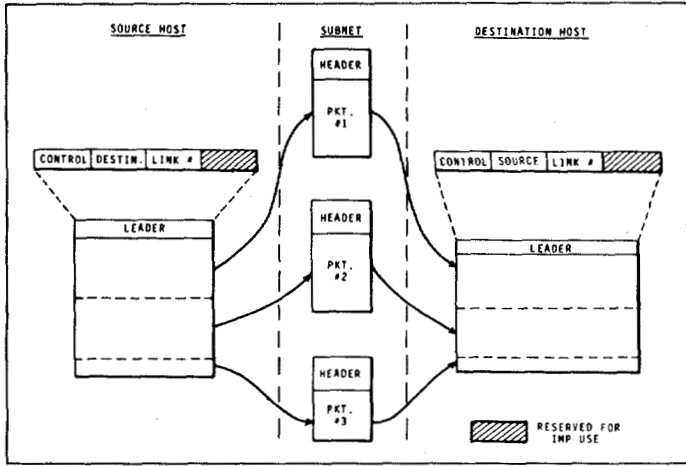 SOURCE HOST
SUBNET
DESTINATION HOST
HEADER
PKT.
#1
CONTROL DESTIN. LINK #
CONTROL SOURCE LINK #
LEADER
HEADER
PKT.
#2
LEADER
HEADER
PKT.
#3
RESERVED FOR
IMP USE